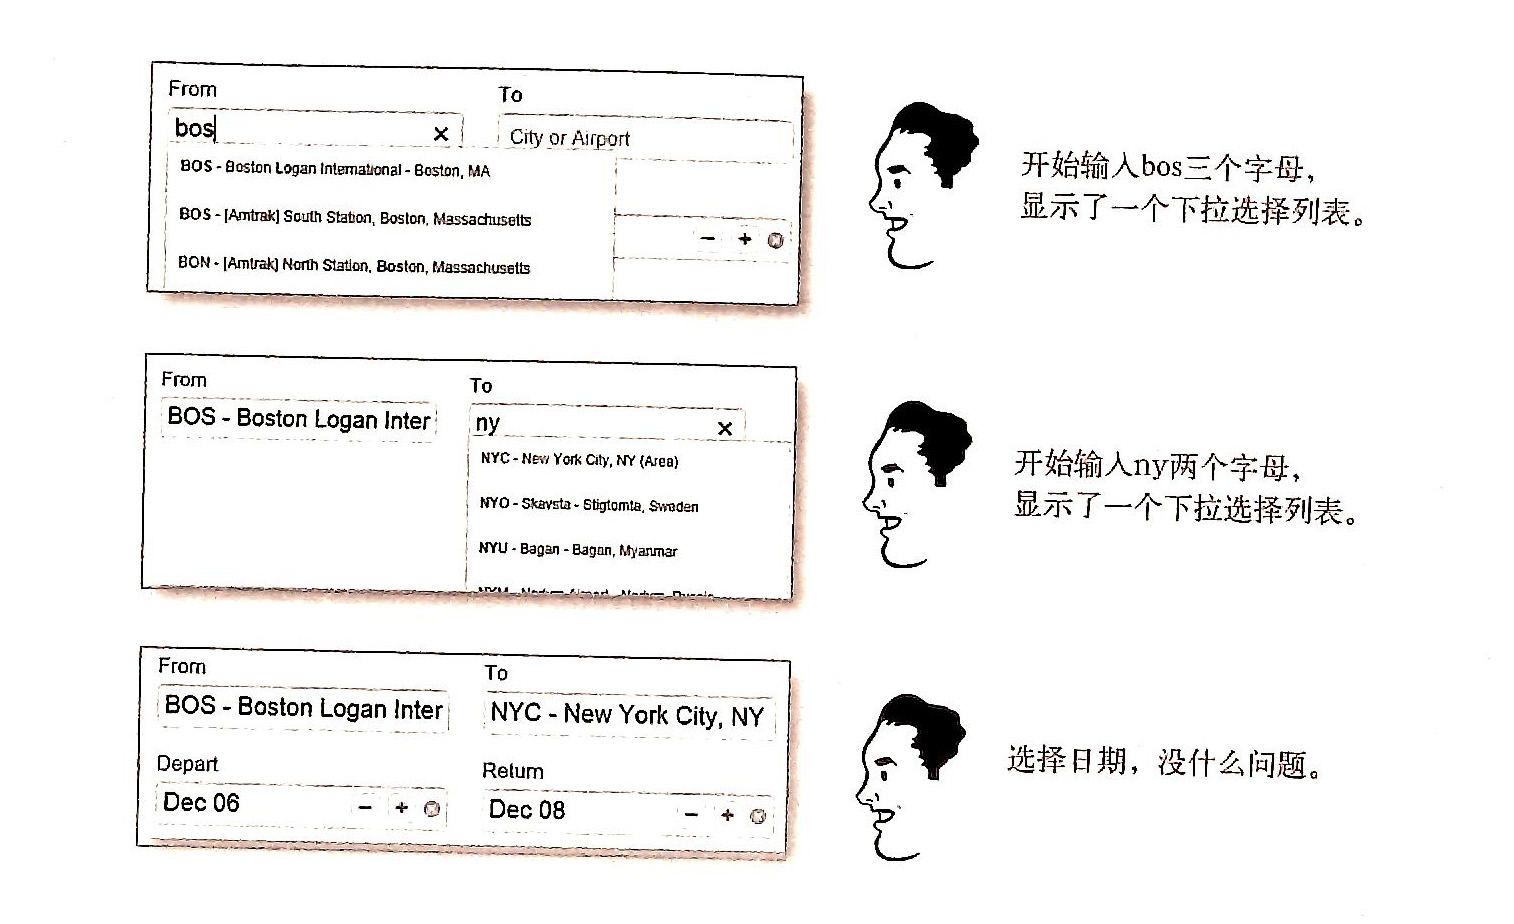 From
To
bos
City or Airport
BOS - Boston Logan International - Boston, MA
BOS - [Amtrak] South Station, Boston, Massachusetts
BON - [Amtrak] North Station, Boston, Massachusetts
开始输入bos三个字母，
显示了一个下拉选择列表。
From
To
BOS - Boston Logan Inter
ny
NYC - New York City, NY (Area)
NYO - Skavsta - Stigtomta, Sweden
NYU - Bagan - Bagan, Myanmar
开始输入ny两个字母，
显示了一个下拉选择列表。
From
To
BOS - Boston Logan Inter
NYC - New York City, NY
Depart
Return
Dec 06
Dec 08
选择日期，没什么问题。